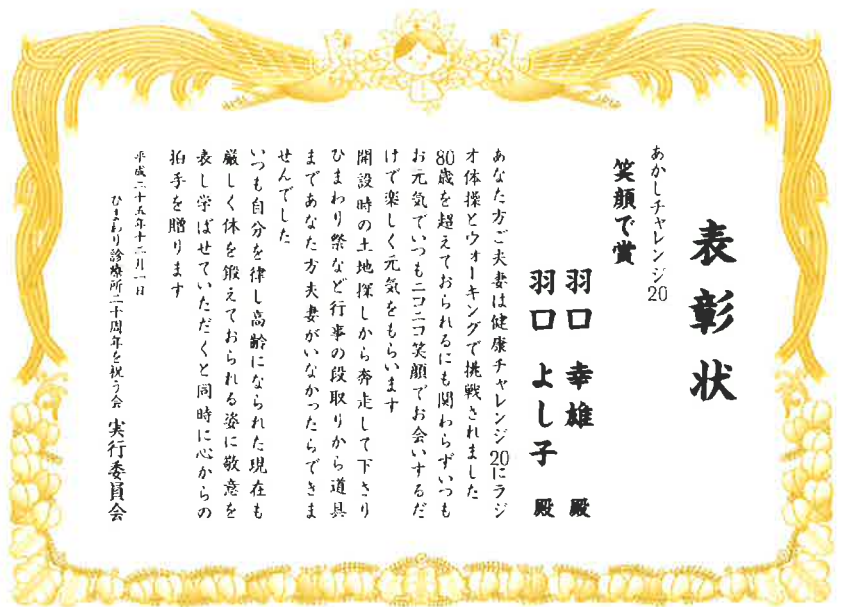 表彰状
あかしチャレンジ20
笑顔で賞
羽口 幸雄 殿
羽口 よし子 殿
あなた方ご夫妻は健康チャレンジ20にラジ
オ体操とウォーキングで挑戦されました
80歳を超えておられるにも関わらずいつも
お元気でいつもニコニコ笑顔でお会いするだ
けで楽しく元気をもらいます
開設時の土地探しから奔走して下さり
ひまわり祭など行事の段取りから道具
まであなた方夫妻がいなかったらできま
せんでした
いつも自分を律し高齢になられた現在も
厳しく体を鍛えておられる姿に敬意を
表し学ばせていただくと同時に心からの
拍手を贈ります
平成二十五年十二月一日
ひまわり診療所二十周年を祝う会 実行委員会